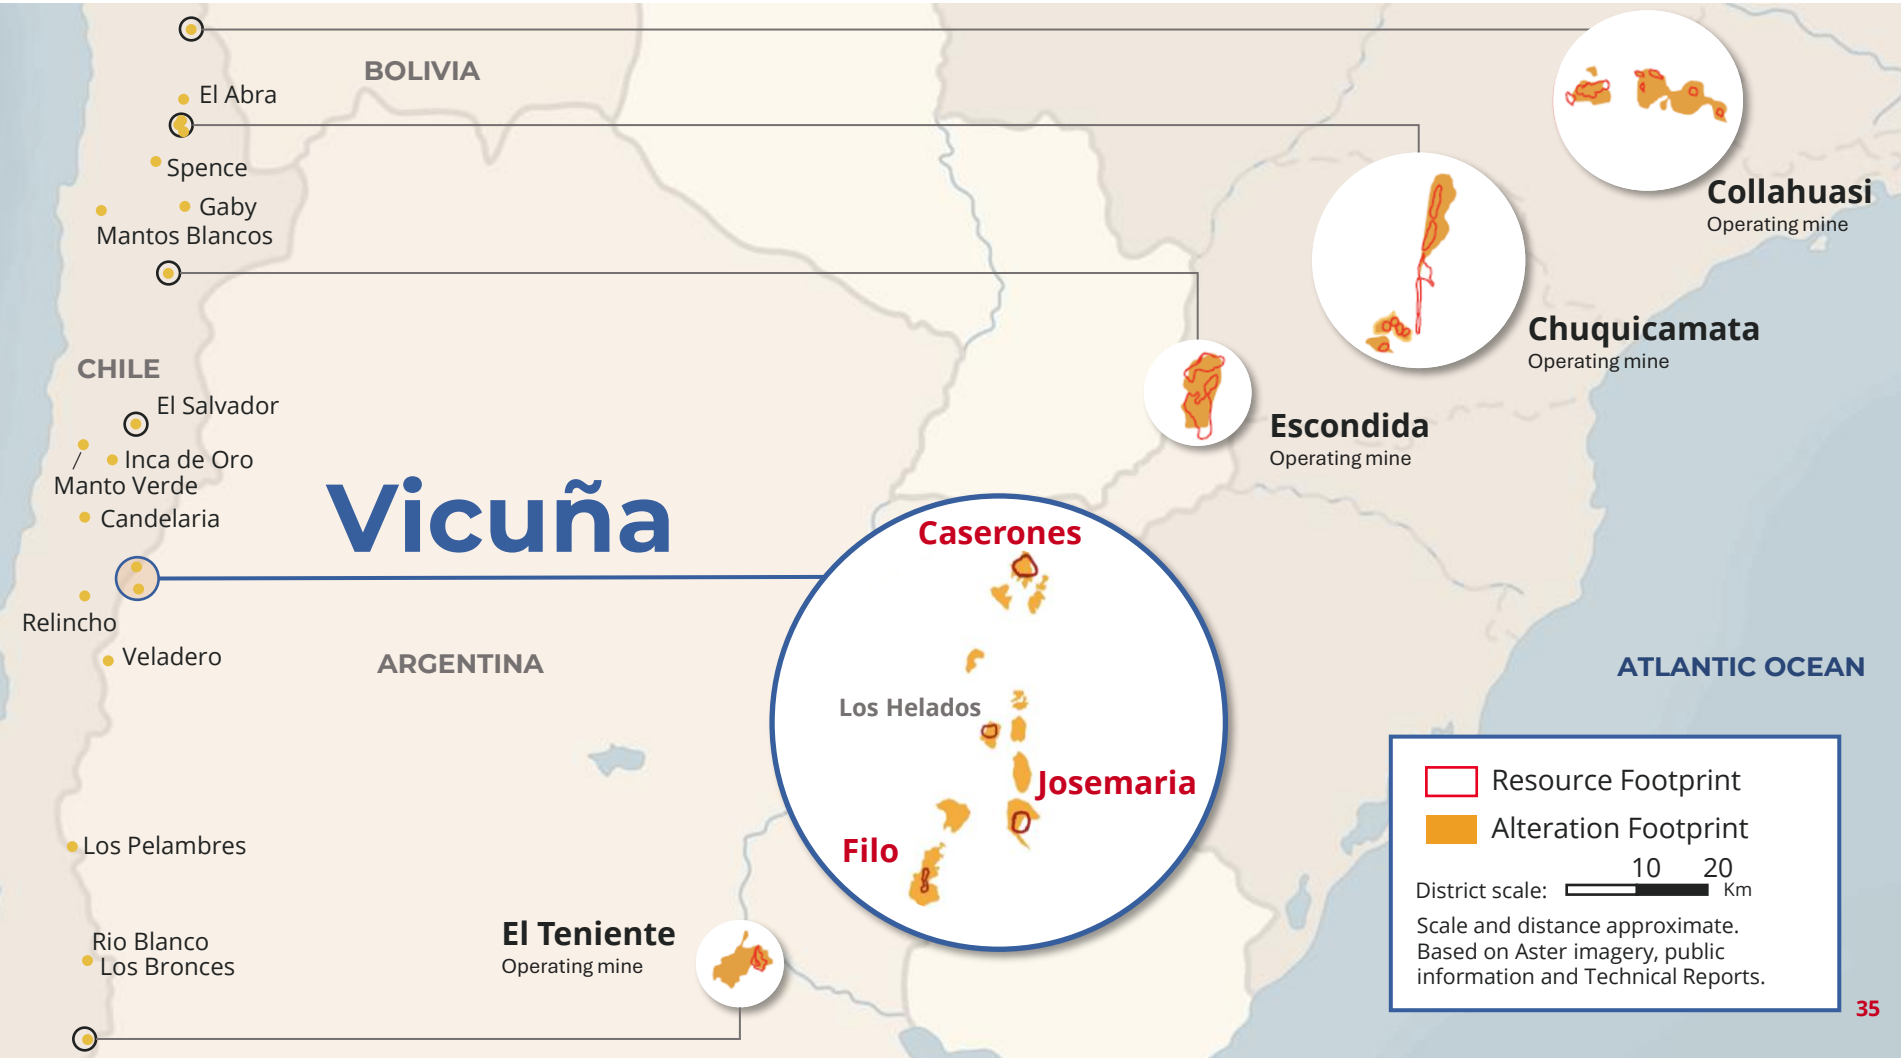 BOLIVIA
El Abra
Spence
Gaby
Mantos Blancos
Collahuasi
Operating mine
Chuquicamata
Operating mine
CHILE
El Salvador
Escondida
Operating mine
Inca de Oro
Manto Verde
Candelaria
Vicuña
Caserones
Relincho
Veladero
ARGENTINA
ATLANTIC OCEAN
Los Helados
Josemaria
Filo
Los Pelambres
Rio Blanco
Los Bronces
El Teniente
Operating mine
Resource Footprint
Alteration Footprint
10 20
District scale: Km
Scale and distance approximate.
Based on Aster imagery, public
information and Technical Reports.
35